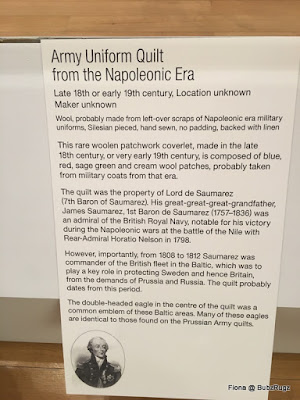 Army Uniform Quilt
from the Napoleonic Era
Late 18th or early 19th century, Location unknown
Maker unknown
Wool, probably made from left-over scraps of Napoleonic era military
uniforms, Silesian pieced, hand sewn, no padding, backed with linen
This rare woolen patchwork coverlet, made in the late
18th century, or very early 19th century, is composed of blue,
red, sage green and cream wool patches, probably taken
from military coats from that era.
The quilt was the property of Lord de Saumarez
(7th Baron of Saumarez). His great-great-great-grandfather,
James Saumarez, 1st Baron de Saumarez (1757–1836) was
an admiral of the British Royal Navy, notable for his victory
during the Napoleonic wars at the battle of the Nile with
Rear-Admiral Horatio Nelson in 1798.
However, importantly, from 1808 to 1812 Saumarez was
commander of the British fleet in the Baltic, which was to
play a key role in protecting Sweden and hence Britain,
from the demands of Prussia and Russia. The quilt probably
dates from this period.
The double-headed eagle in the centre of the quilt was a
common emblem of these Baltic areas. Many of these eagles
are identical to those found on the Prussian Army quilts.
Fiona @ BubzRugz